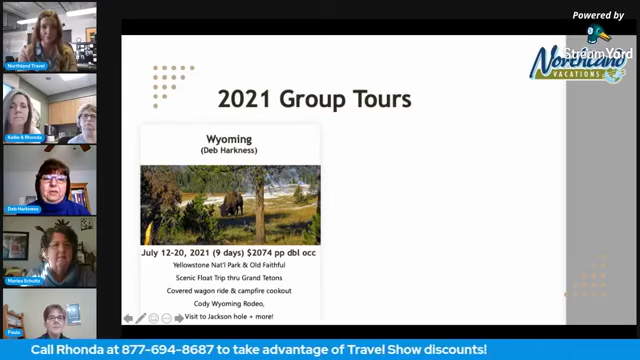 Powered by
StreamYard
Northland
VACATIONS
2021 Group Tours
Wyoming
(Deb Harkness)
July 12-20, 2021 (9 days) $2074 pp dbl occ
Yellowstone Nat'l Park & Old Faithful
Scenic Float Trip thru Grand Tetons
Covered wagon ride & campfire cookout
Cody Wyoming Rodeo,
Visit to Jackson hole + more!
Northland Travel
Kellie & Rhonda
Deb Harkness
Marlea Schultz
Paula
Call Rhonda at 877-694-8687 to take advantage of Travel Show discounts!